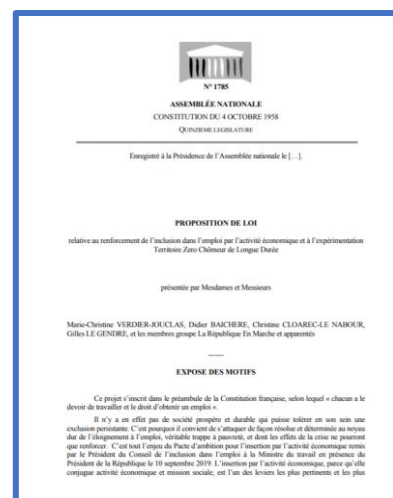 N° 1785
ASSEMBLÉE NATIONALE
CONSTITUTION DU 4 OCTOBRE 1958
QUINZIEME LEGISLATURE
Enregistré à la Présidence de l'Assemblée nationale le […].
PROPOSITION DE LOI
relative au renforcement de l'inclusion dans l'emploi par l'activité économique et à l'expérimentation
Territoire Zero Chômeur de Longue Durée
présentée par Mesdames et Messieurs
Marie-Christine VERDIER-JOUCLAS, Didier BAICHERE, Christine CLOAREC-LE NABOUR,
Gilles LE GENDRE, et les membres groupe La République En Marche et apparentés
------
EXPOSE DES MOTIFS
Ce projet s'inscrit dans le préambule de la Constitution française, selon lequel « chacun a le
devoir de travailler et le droit d'obtenir un emploi ».
Il n'y a en effet pas de société prospère et durable qui puisse tolérer en son sein une
exclusion persistante. C'est pourquoi il convient de s'attaquer de façon résolue et déterminée au noyau
dur de l'éloignement à l'emploi, véritable trappe à pauvreté, et dont les effets de la crise ne pourront
que renforcer. C'est tout l'enjeu du Pacte d'ambition pour l'insertion par l'activité économique remis
par le Président du Conseil de l'inclusion dans l'emploi à la Ministre du travail en présence du
Président de la République le 10 septembre 2019. L'insertion par l'activité économique, parce qu'elle
conjugue activité économique et mission sociale, est l'un des leviers les plus pertinents et les plus